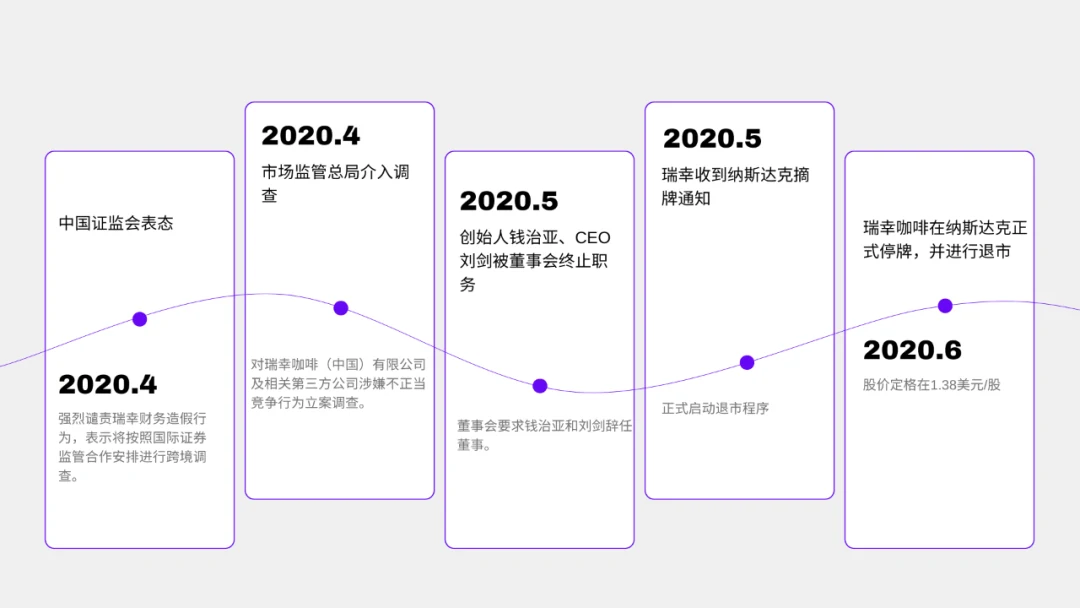 中国证监会表态
2020.4
强烈谴责瑞幸财务造假行
为，表示将按照国际证券
监管合作安排进行跨境调
查。
2020.4
市场监管总局介入调
查
对瑞幸咖啡（中国）有限公司
及相关第三方公司涉嫌不正当
竞争行为立案调查。
2020.5
创始人钱治亚、CEO
刘剑被董事会终止职
务
董事会要求钱治亚和刘剑辞任
董事。
2020.5
瑞幸收到纳斯达克摘
牌通知
正式启动退市程序
瑞幸咖啡在纳斯达克正
式停牌，并进行退市
2020.6
股价定格在1.38美元/股